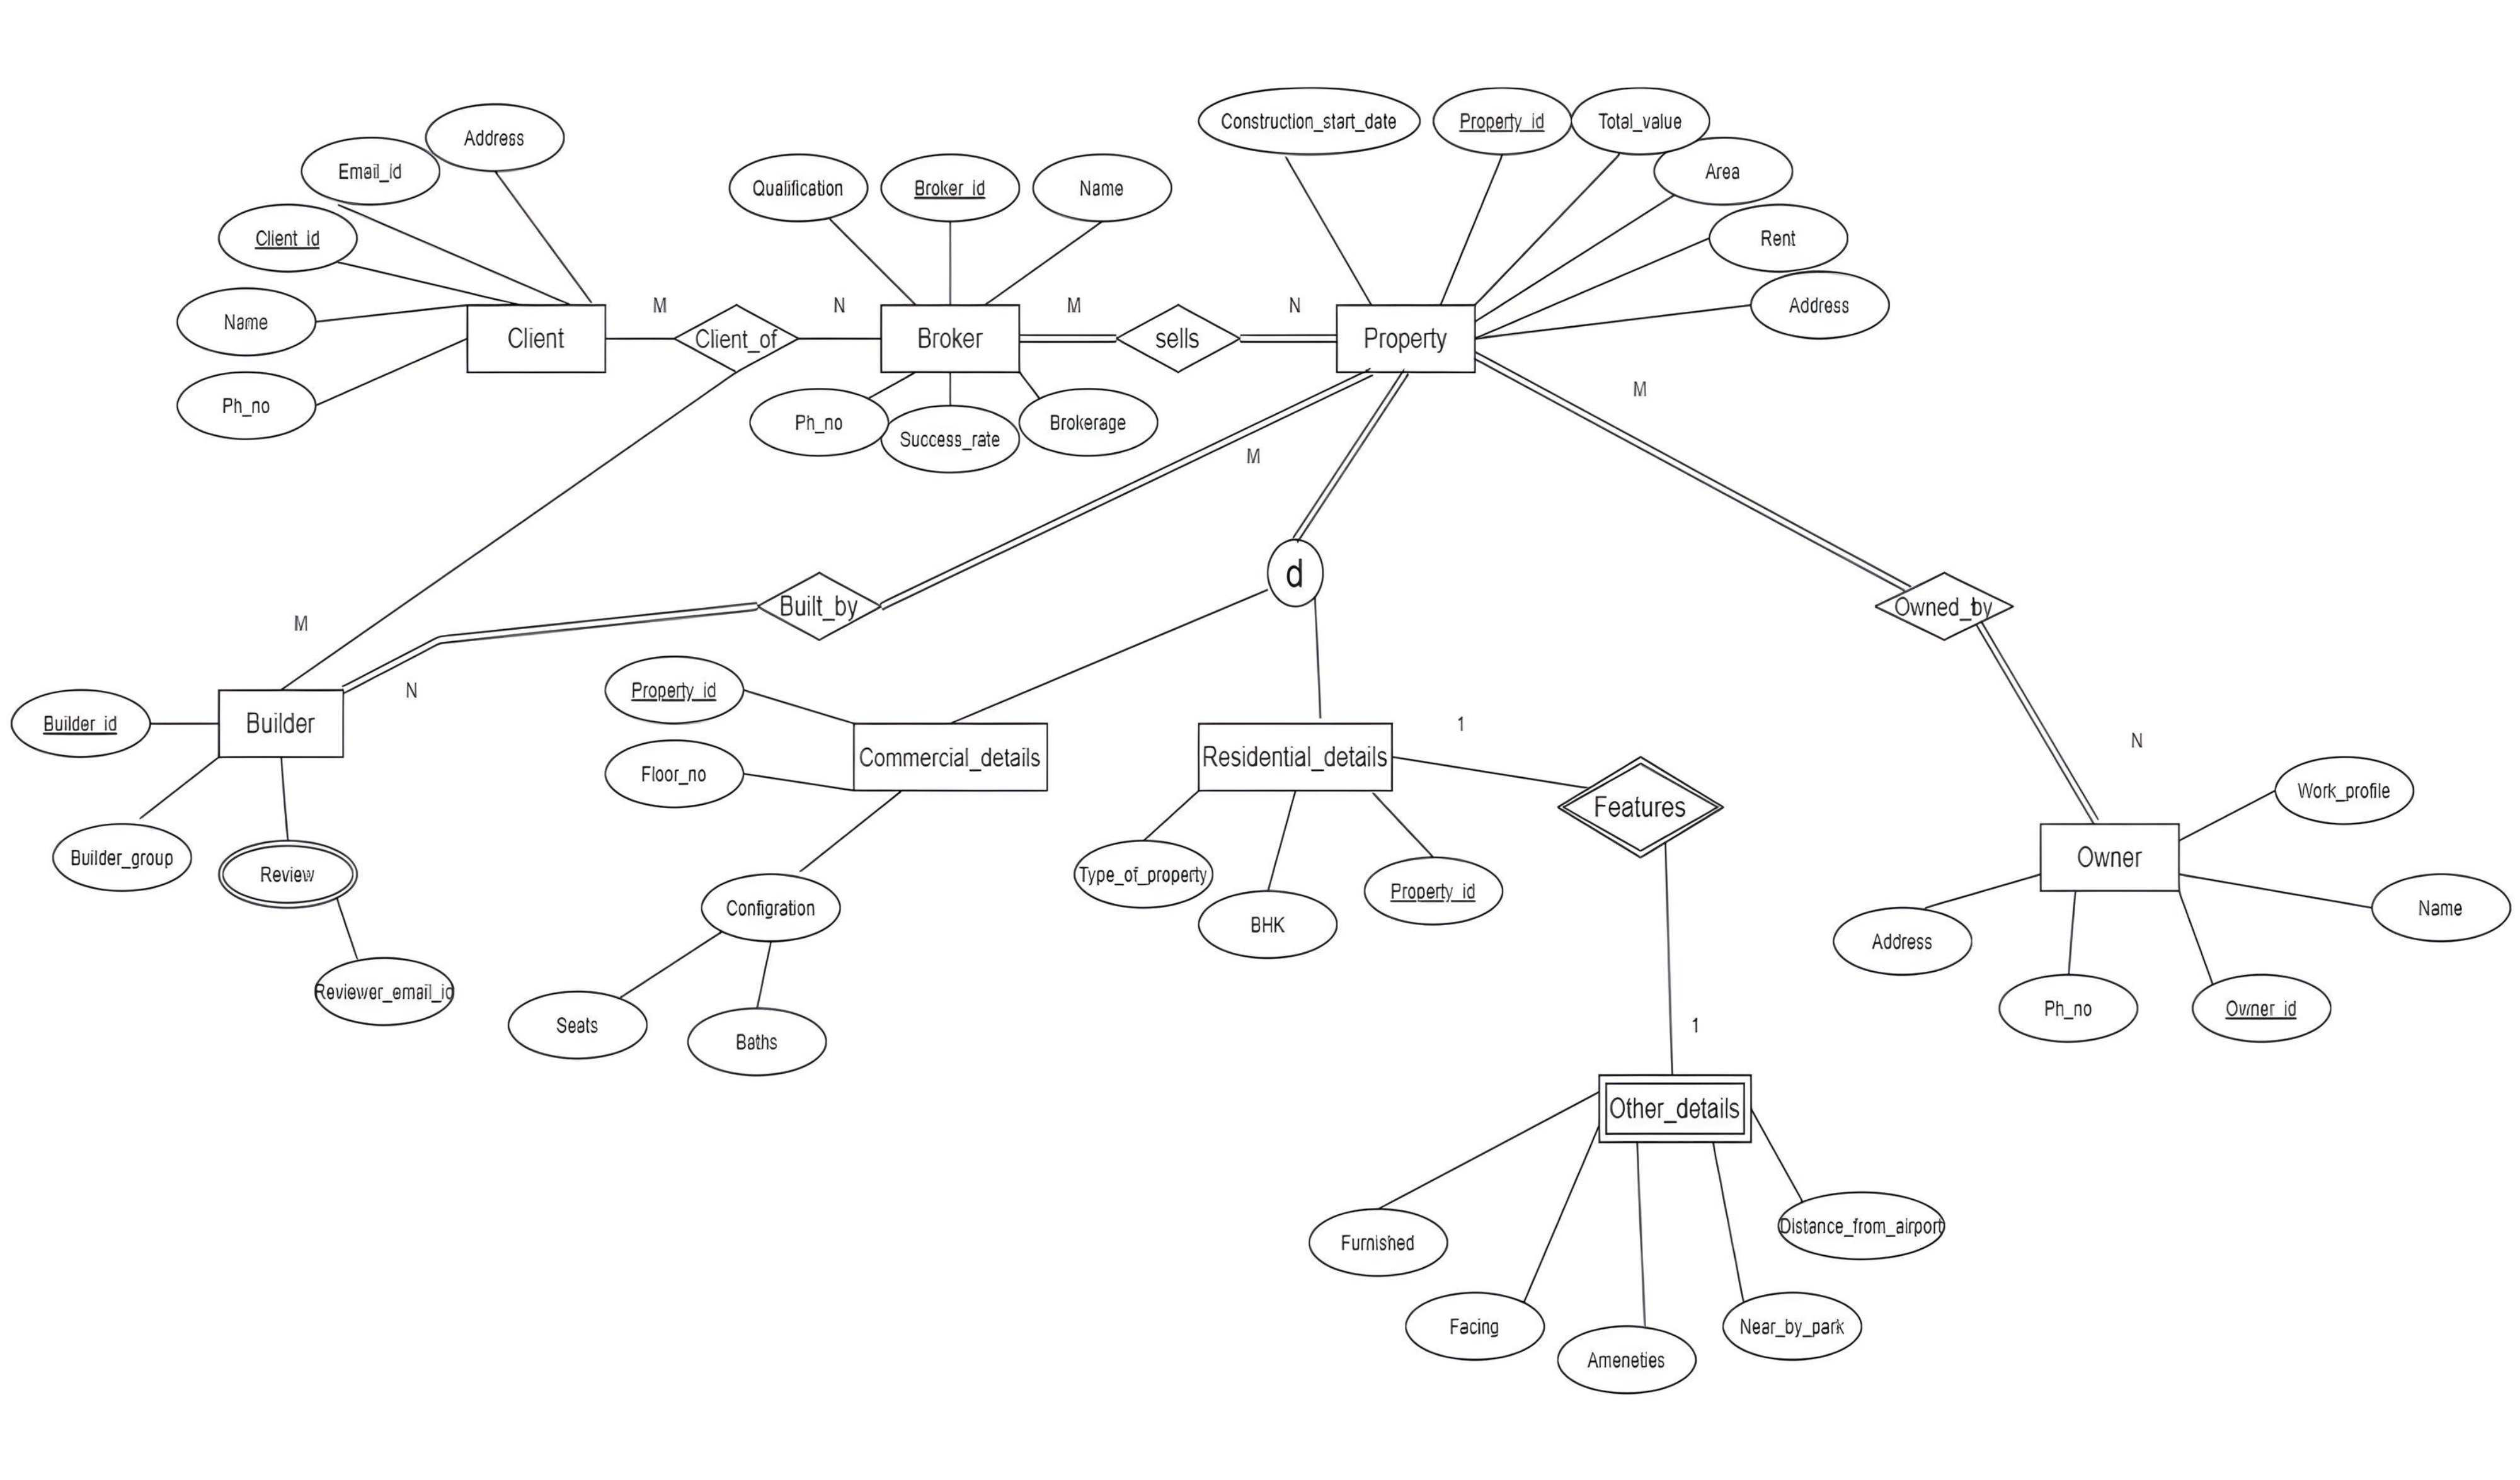 Address
Email_id
Client_id
Name
Ph_no
Client
M
Client_of
N
Qualification
Broker_id
Name
Broker
Ph_no
Success_rate
Brokerage
M
sells
N
Construction_start_date
Property_id
Total_value
Area
Rent
Address
Property
M
M
d
Built_by
Owned_by
M
N
Builder_id
Builder
Builder_group
Review
Reviewer_email_id
Property_id
Floor_no
Commercial_details
Configration
Seats
Baths
Residential_details
1
Type_of_property
BHK
Property_id
Features
1
N
Work_profile
Owner
Name
Address
Ph_no
Owner_id
Other_details
Furnished
Facing
Ameneties
Near_by_park
Distance_from_airport